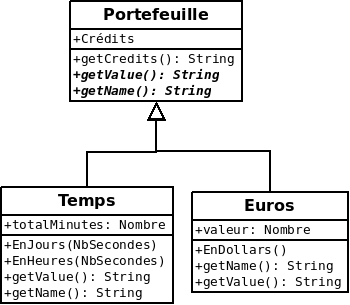 Portefeuille
+Crédits
+getCredits(): String
+getValue(): String
+getName(): String
Temps
+totalMinutes: Nombre
+EnJours(NbSecondes)
+EnHeures(NbSecondes)
+getValue(): String
+getName(): String
Euros
+valeur: Nombre
+EnDollars()
+getName(): String
+getValue(): String